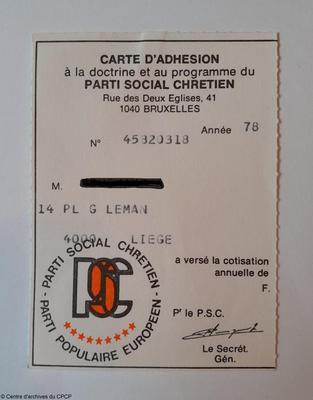 CARTE D'ADHESION
à la doctrine et au programme du
PARTI SOCIAL CHRETIEN
Rue des Deux Eglises, 41
1040 BRUXELLES
Année 78
N° 45820318
M.
14 PL G LEMAN
4000 LIEGE
- PARTI SOCIAL CHRETIEN -
PARTI POPULAIRE EUROPEEN
PSC
a versé la cotisation
annuelle de
F.
Pr le P.S.C.
Le Secrét.
Gén.
© Centre d'archives du CPCP